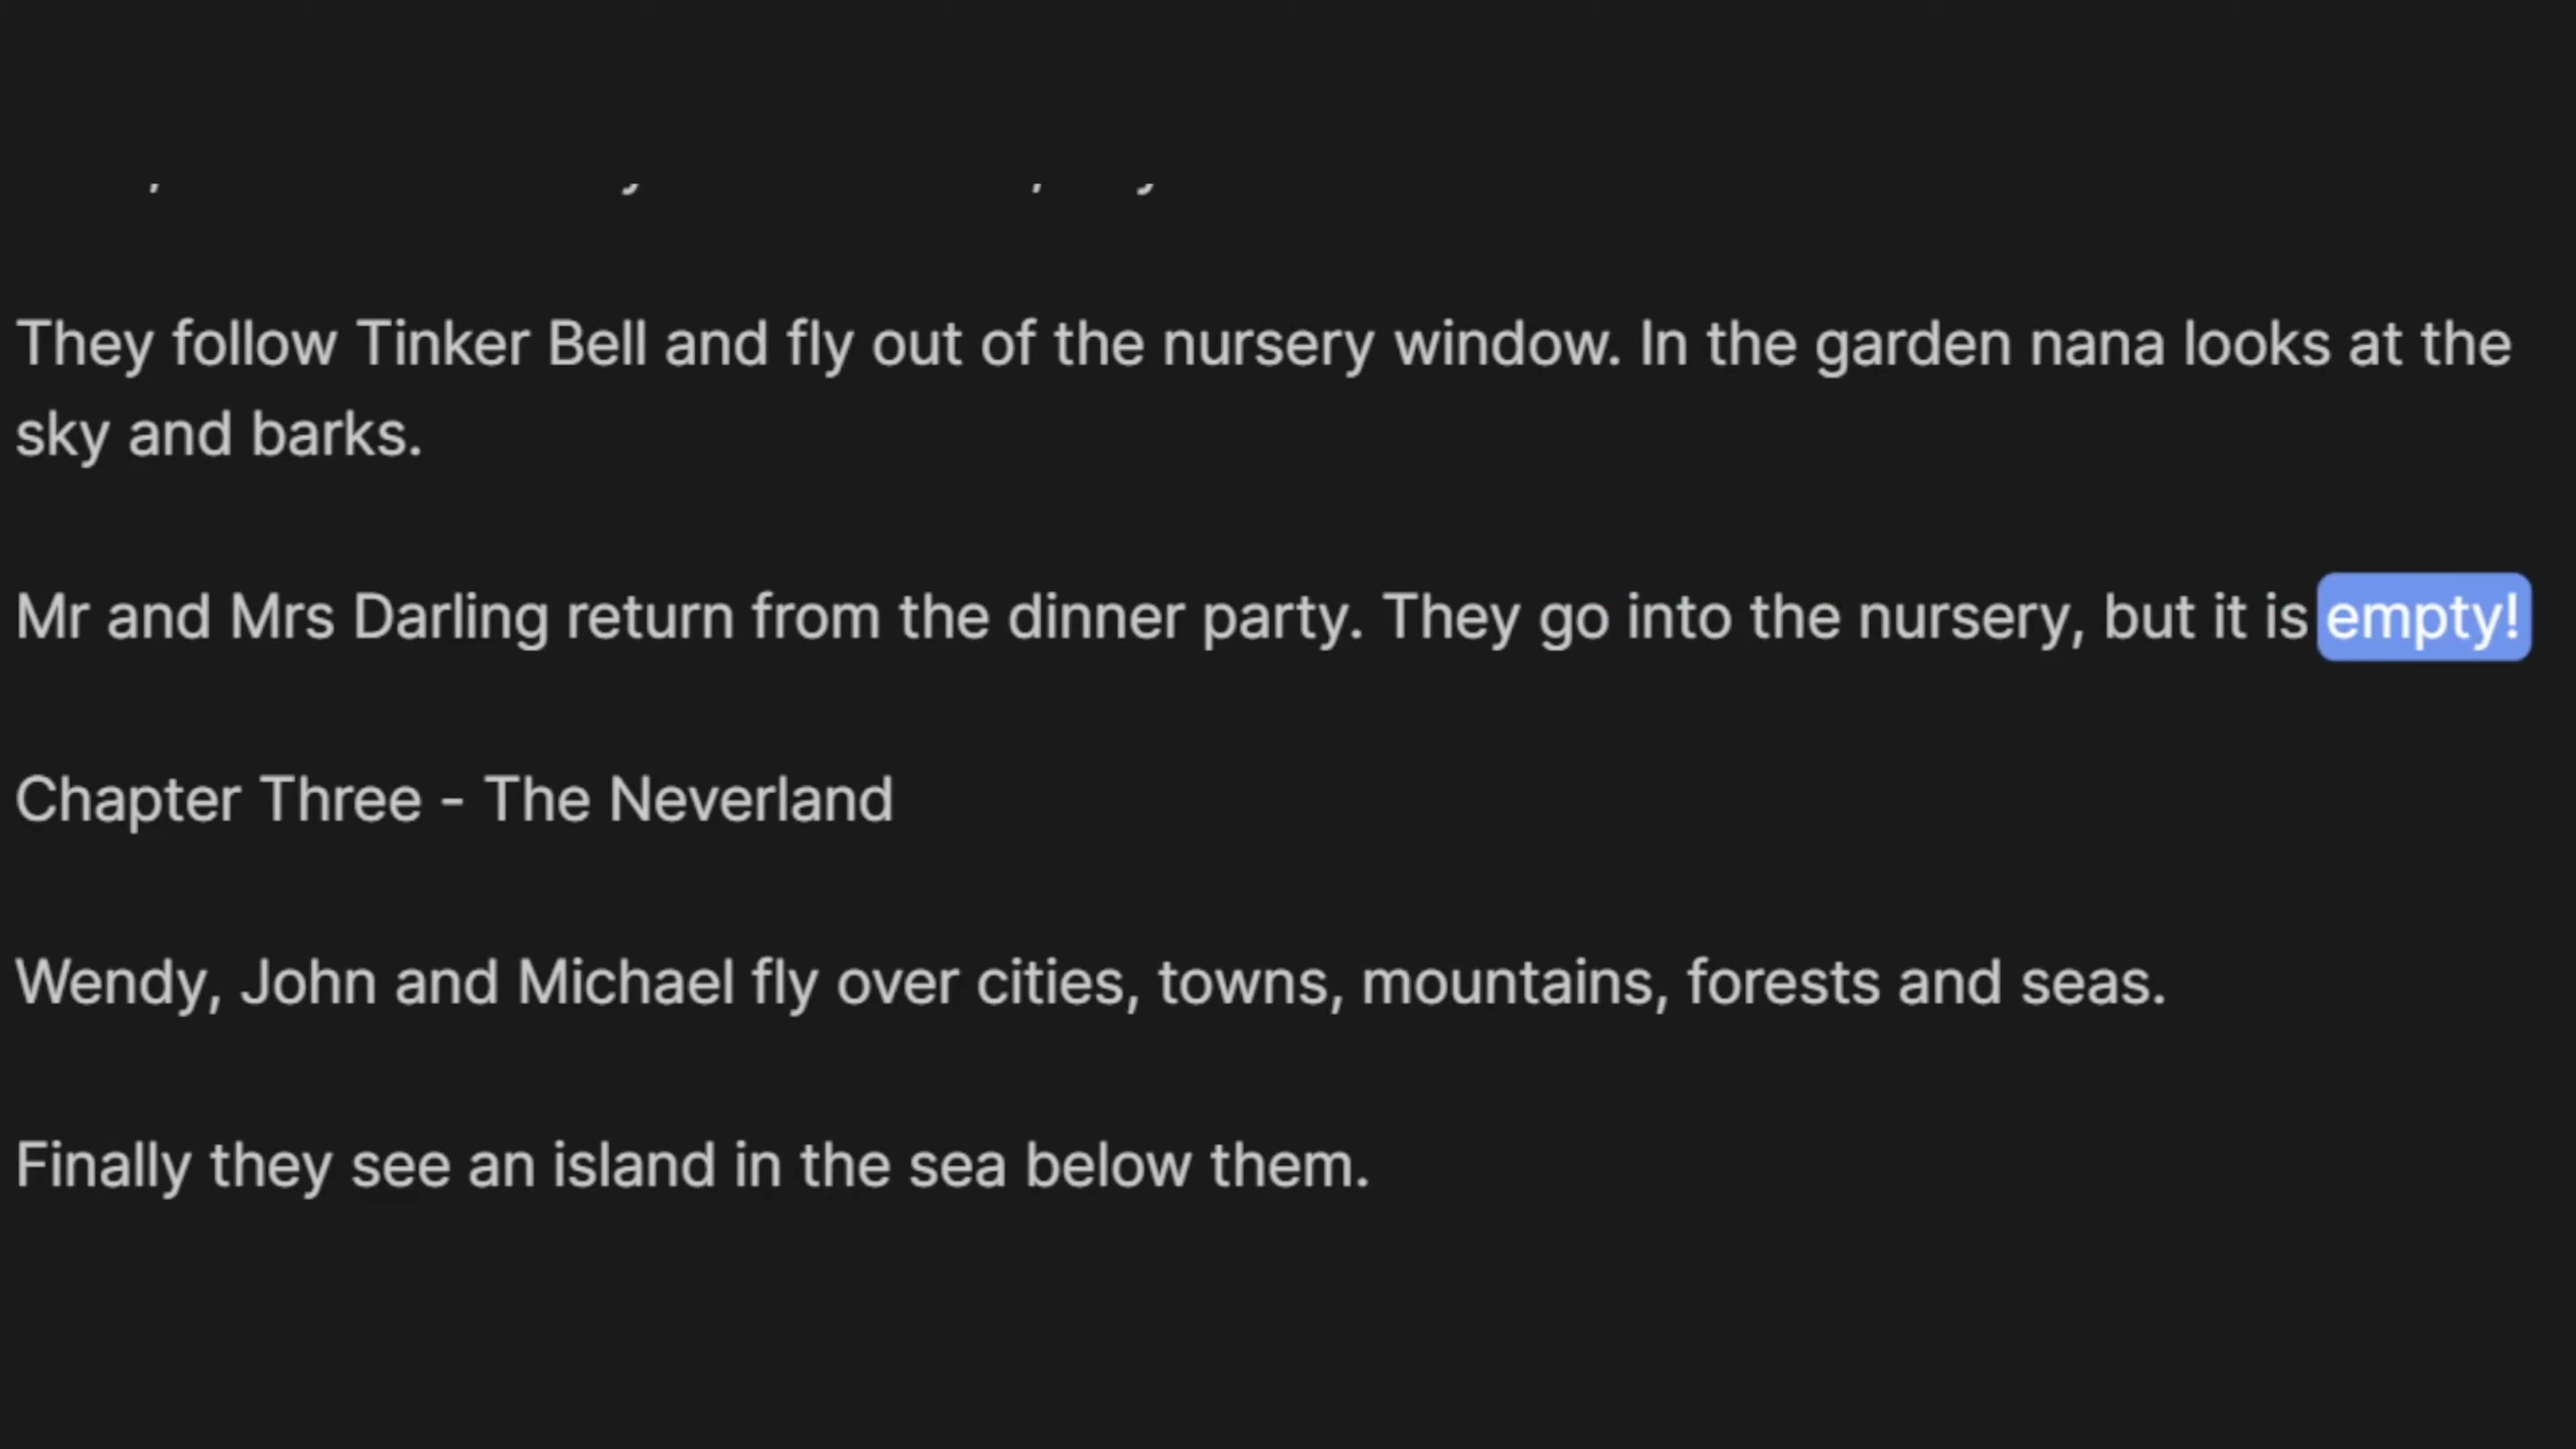 They follow Tinker Bell and fly out of the nursery window. In the garden nana looks at the
sky and barks.
Mr and Mrs Darling return from the dinner party. They go into the nursery, but it is empty!
Chapter Three - The Neverland
Wendy, John and Michael fly over cities, towns, mountains, forests and seas.
Finally they see an island in the sea below them.